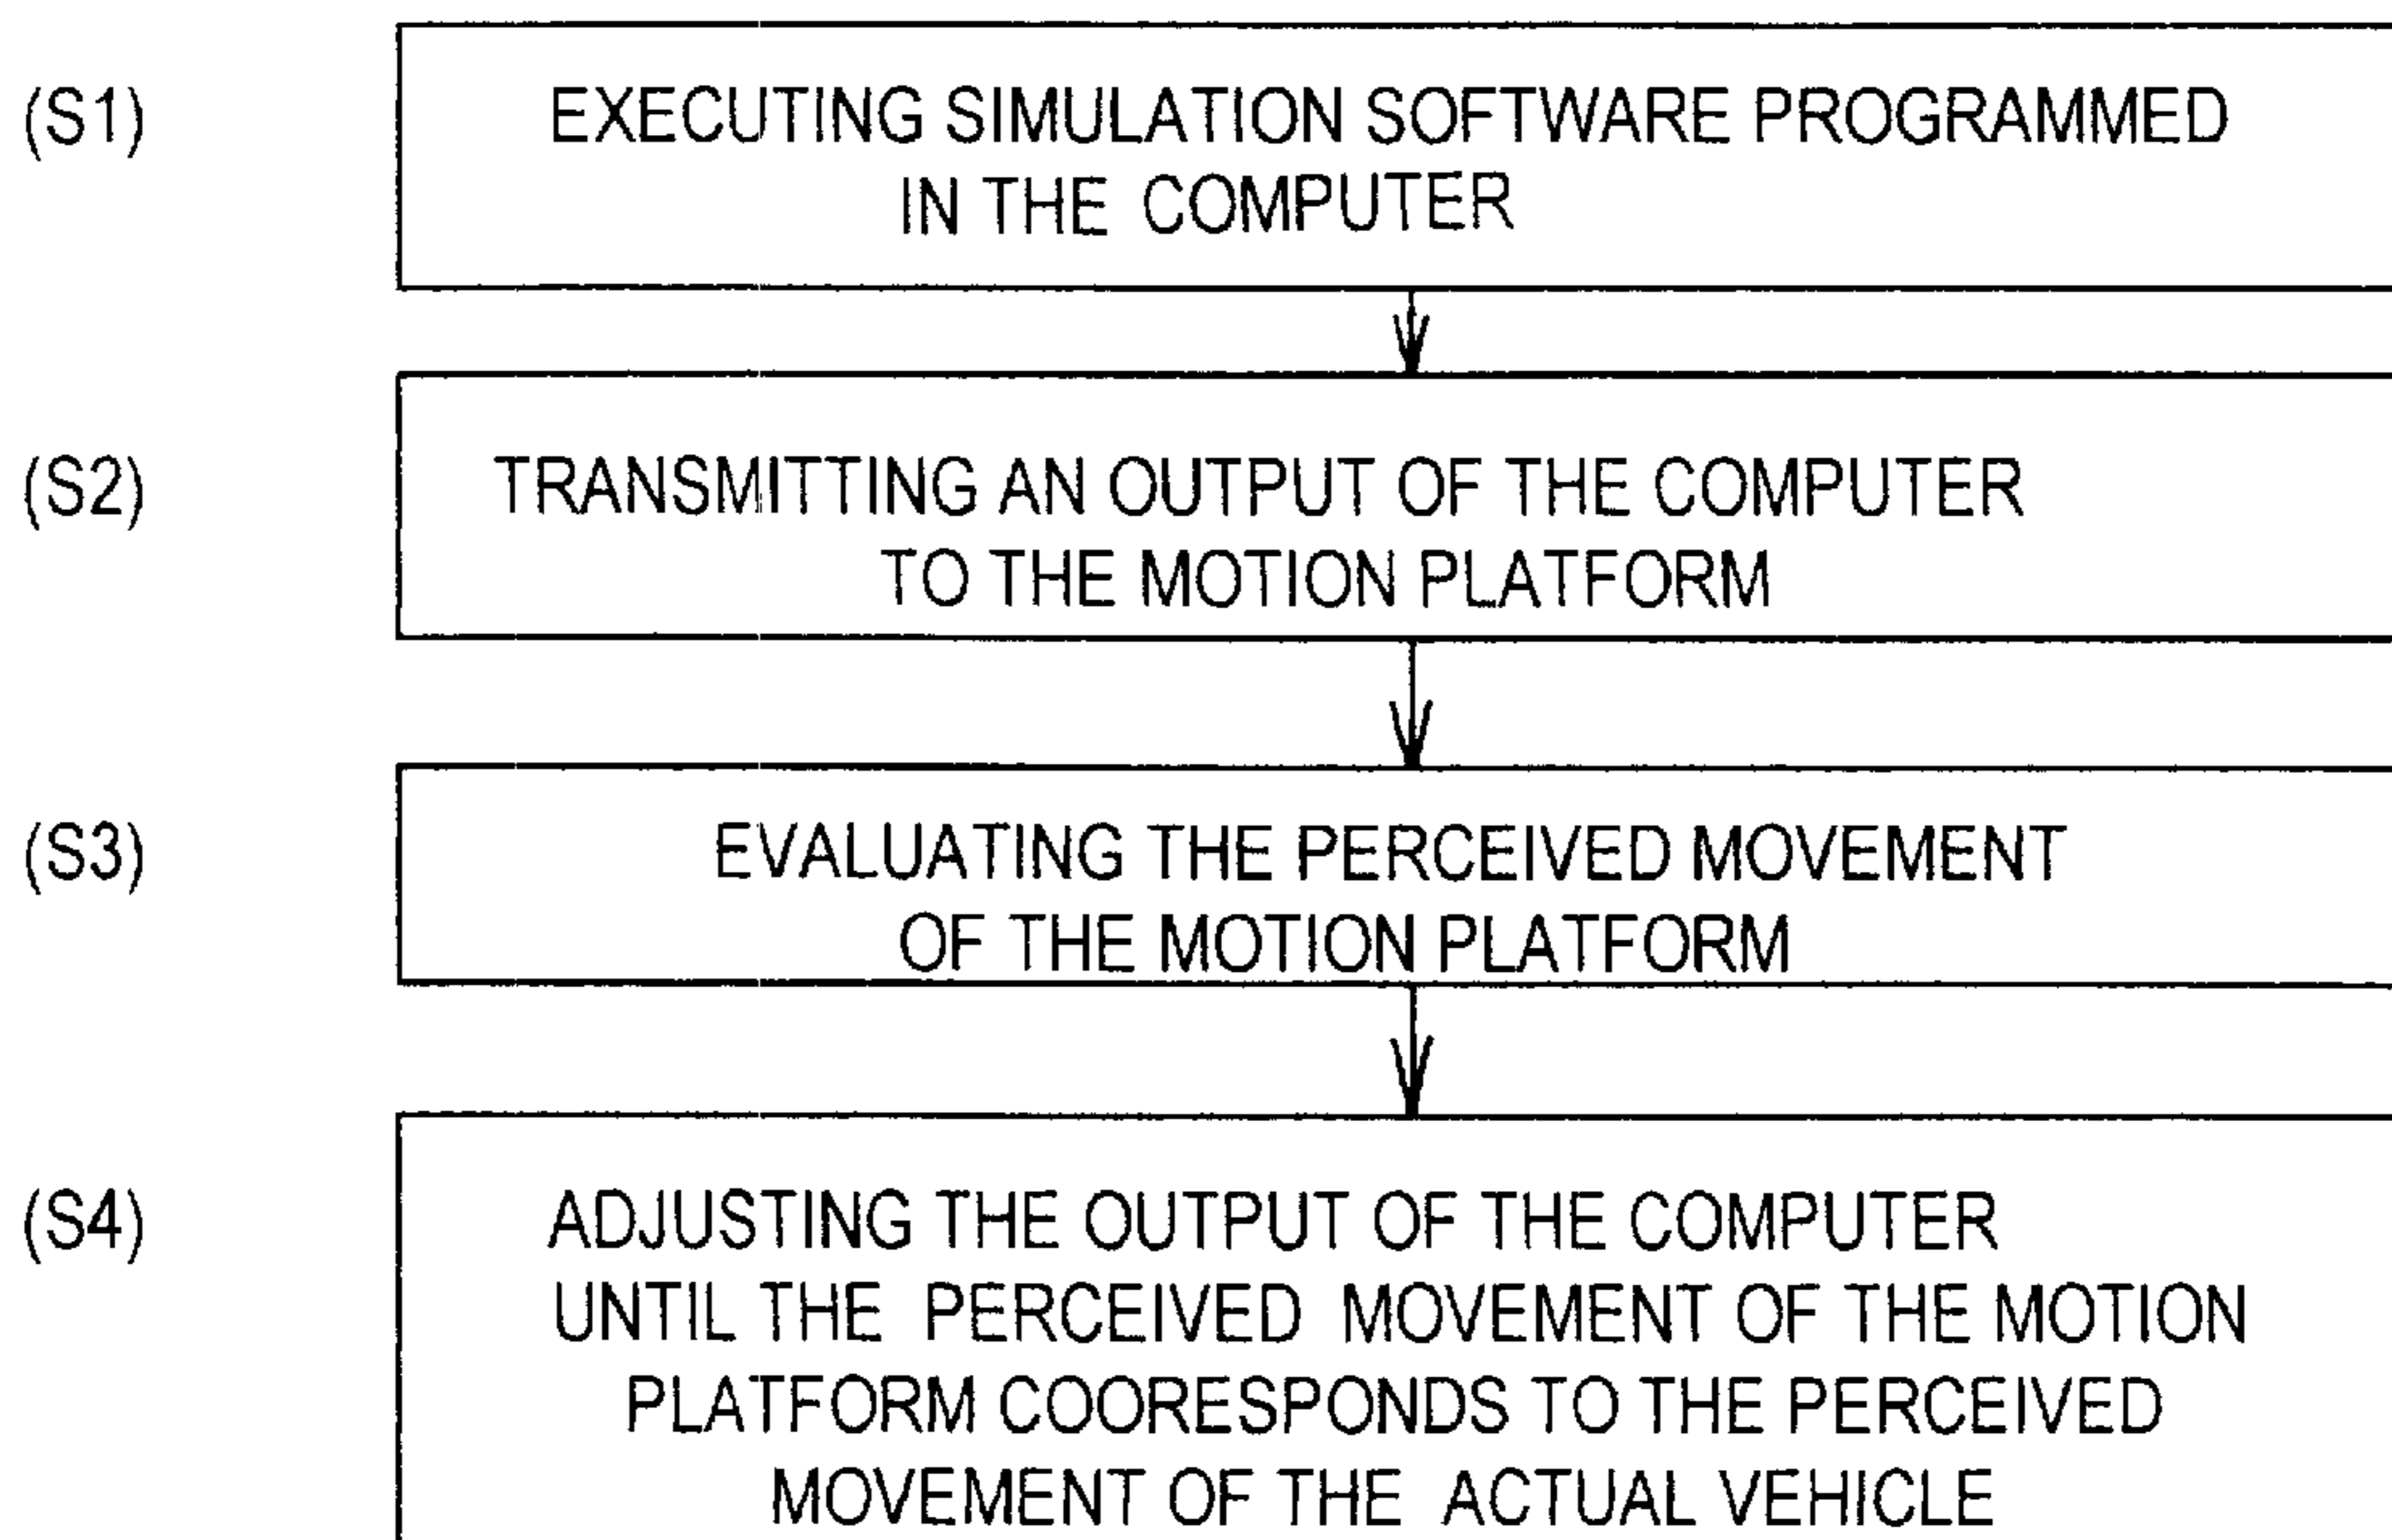 (S1)
EXECUTING SIMULATION SOFTWARE PROGRAMMED
IN THE COMPUTER
(S2)
TRANSMITTING AN OUTPUT OF THE COMPUTER
TO THE MOTION PLATFORM
(S3)
EVALUATING THE PERCEIVED MOVEMENT
OF THE MOTION PLATFORM
(S4)
ADJUSTING THE OUTPUT OF THE COMPUTER
UNTIL THE PERCEIVED MOVEMENT OF THE MOTION
PLATFORM COORESPONDS TO THE PERCEIVED
MOVEMENT OF THE ACTUAL VEHICLE